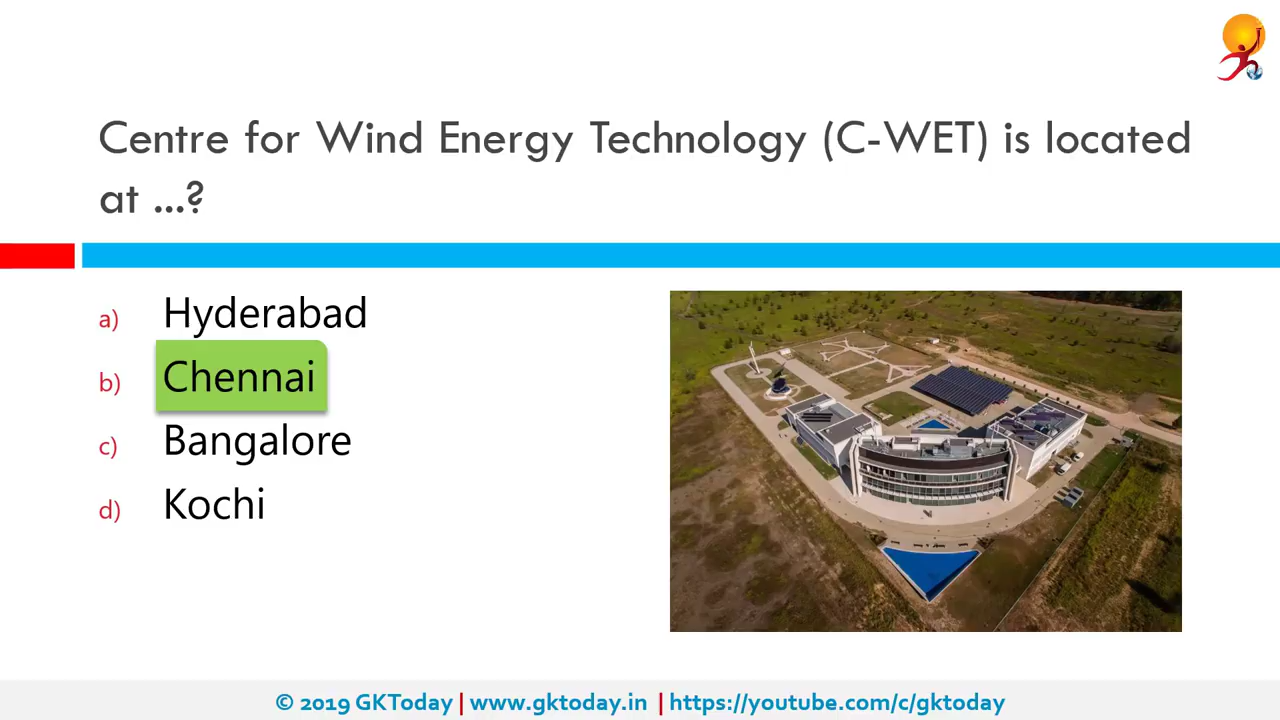 Centre for Wind Energy Technology (C-WET) is located
at ...?
a) Hyderabad
b) Chennai
c) Bangalore
d) Kochi
© 2019 GKToday | www.gktoday.in | https://youtube.com/c/gktoday